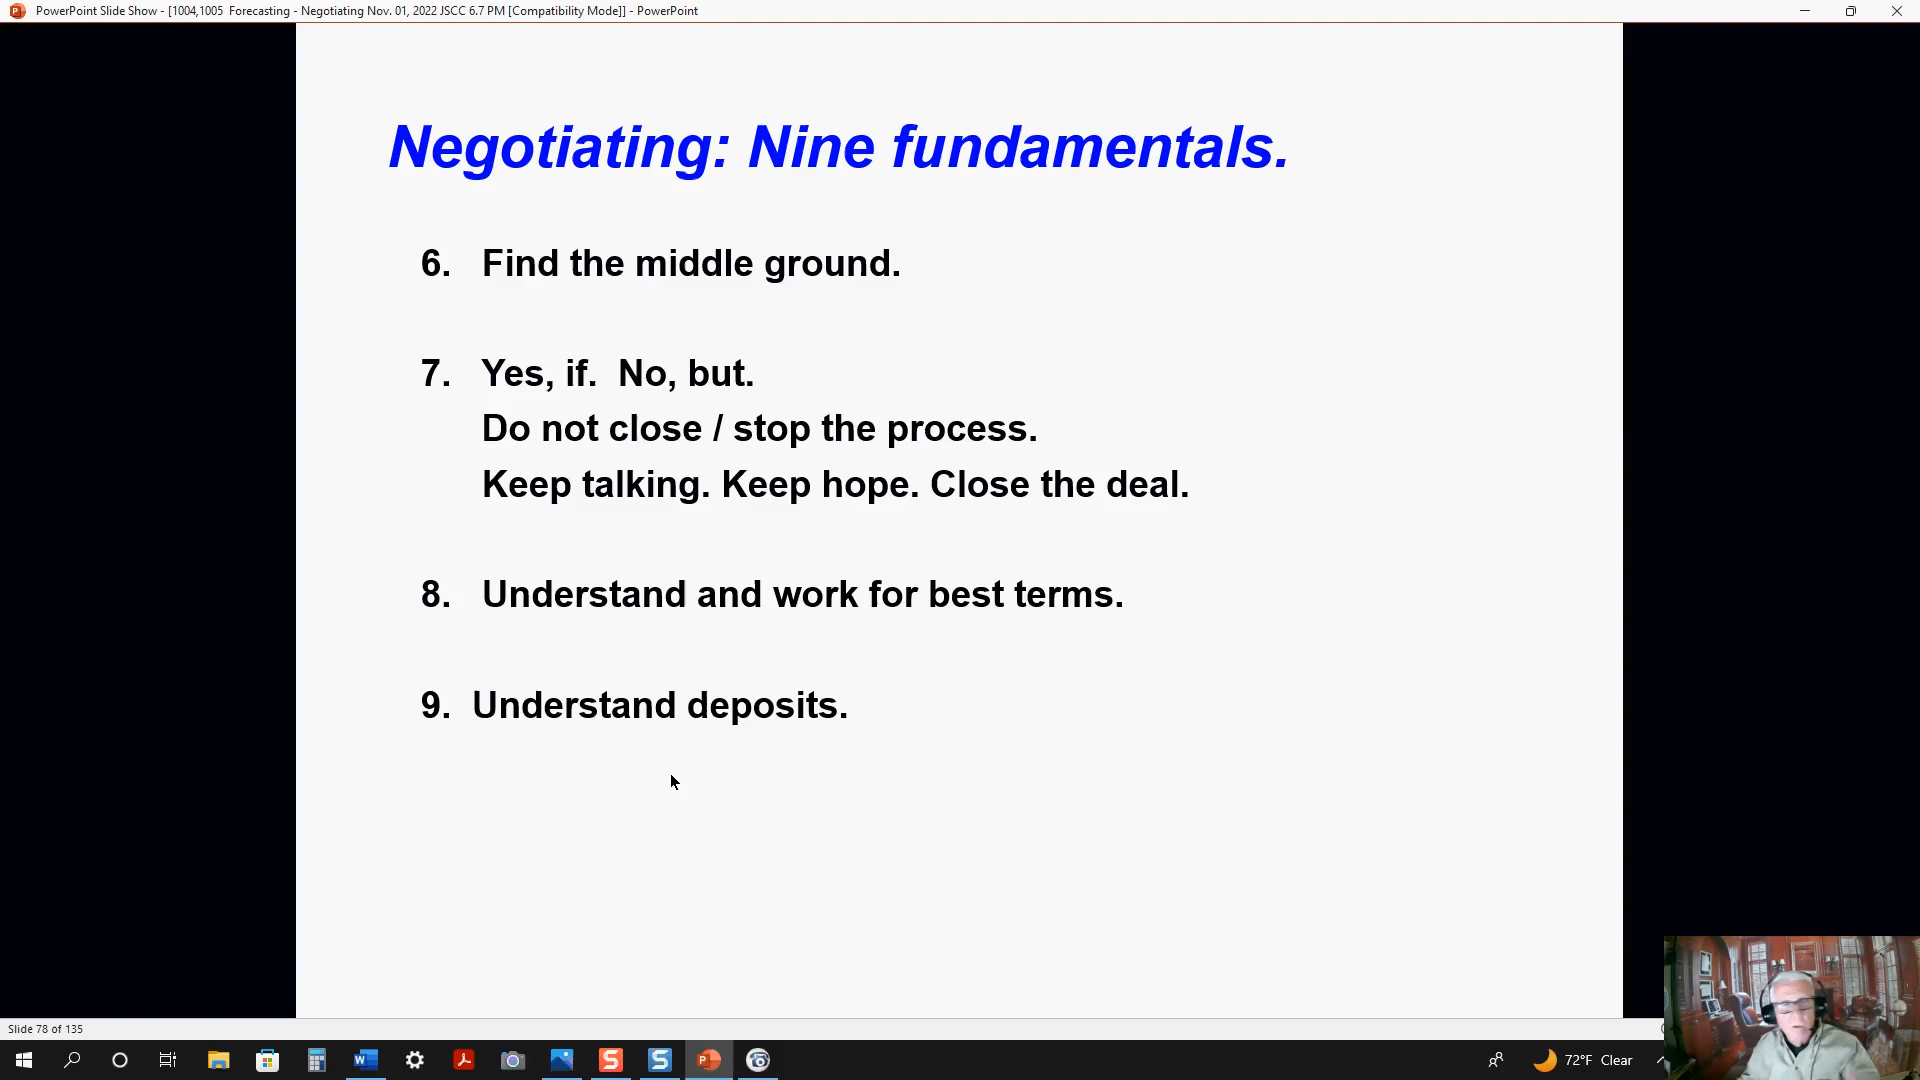 PowerPoint Slide Show - [1004,1005 Forecasting - Negotiating Nov. 01, 2022 JSCC 6.7 PM [Compatibility Mode]] - PowerPoint
Negotiating: Nine fundamentals.
6. Find the middle ground.
7. Yes, if. No, but.
Do not close / stop the process.
Keep talking. Keep hope. Close the deal.
8. Understand and work for best terms.
9. Understand deposits.
Slide 78 of 135
72°F Clear